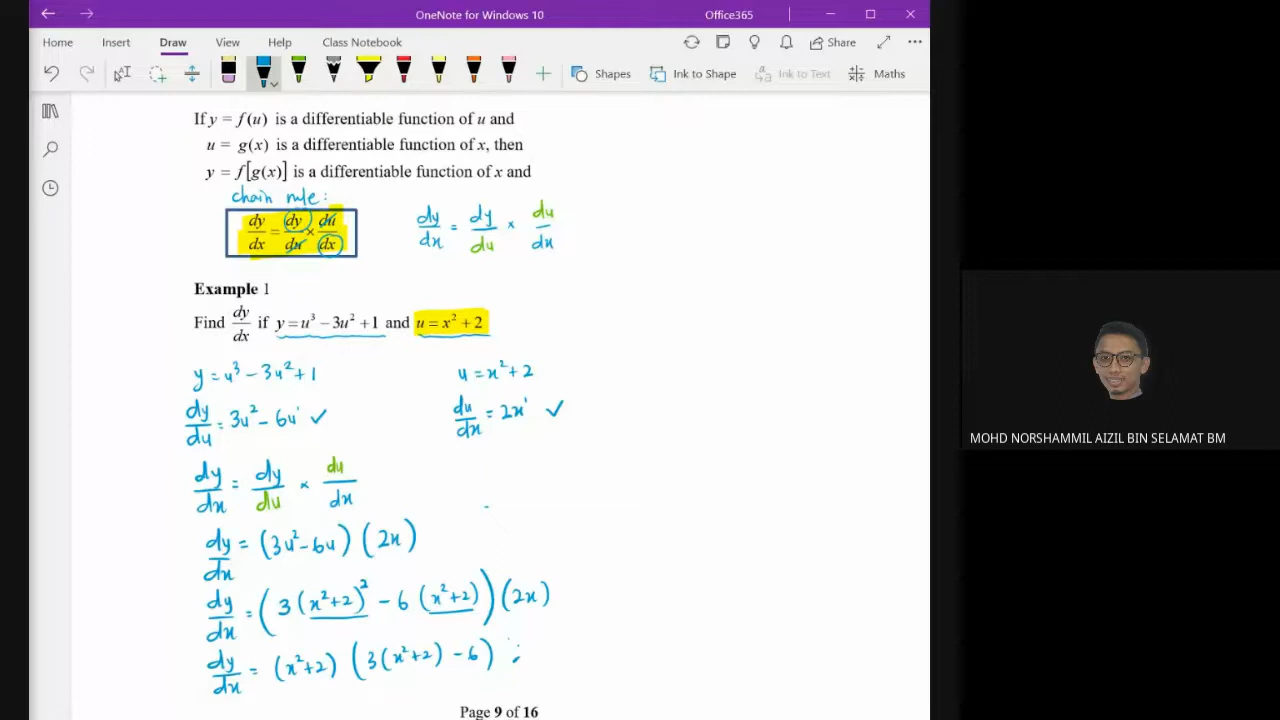 OneNote for Windows 10
Office365
Home Insert Draw View Help Class Notebook Share
Shapes Ink to Shape Ink to Text Maths
If y = f(u) is a differentiable function of u and
u = g(x) is a differentiable function of x, then
y = f[g(x)] is a differentiable function of x and
chain rule:
dy/dx = dy/du × du/dx
dy/dx = dy/du × du/dx
Example 1
Find dy/dx if y = u³ − 3u² + 1 and u = x² + 2
y = u³ − 3u² + 1 u = x² + 2
dy/du = 3u² − 6u¹ ✓ du/dx = 2x¹ ✓
dy/dx = dy/du × du/dx
dy/dx = (3u² − 6u) (2x)
dy/dx = (3(x²+2)² − 6(x²+2)) (2x)
dy/dx = (x²+2) (3(x²+2) − 6)
Page 9 of 16
MOHD NORSHAMMIL AIZIL BIN SELAMAT BM